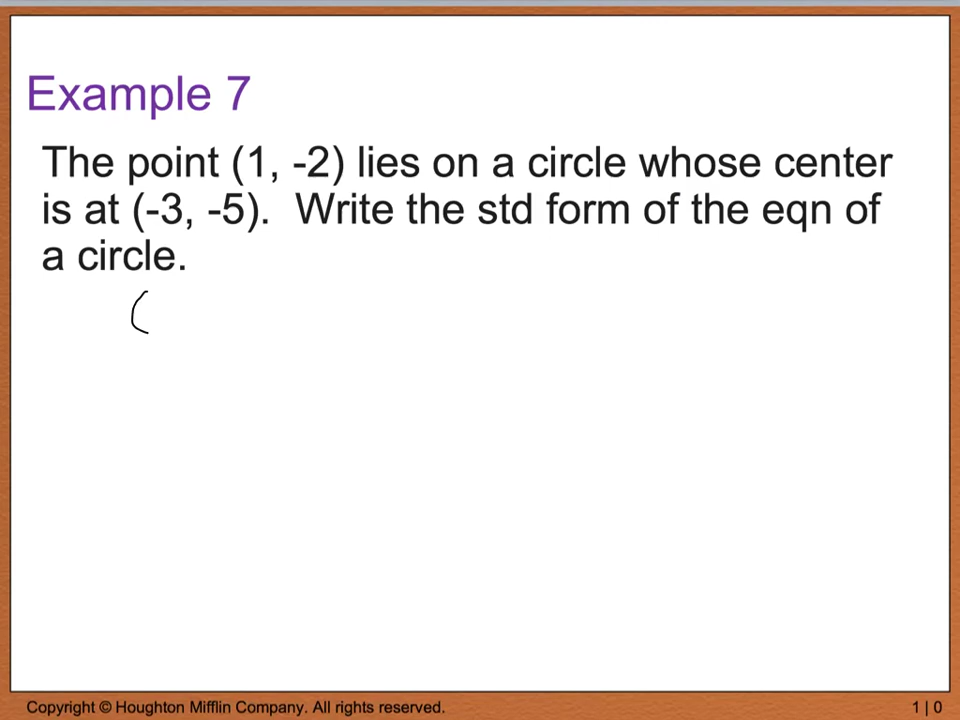 Example 7
The point (1, -2) lies on a circle whose center
is at (-3, -5).  Write the std form of the eqn of
a circle.
(
Copyright © Houghton Mifflin Company. All rights reserved.
1 | 0